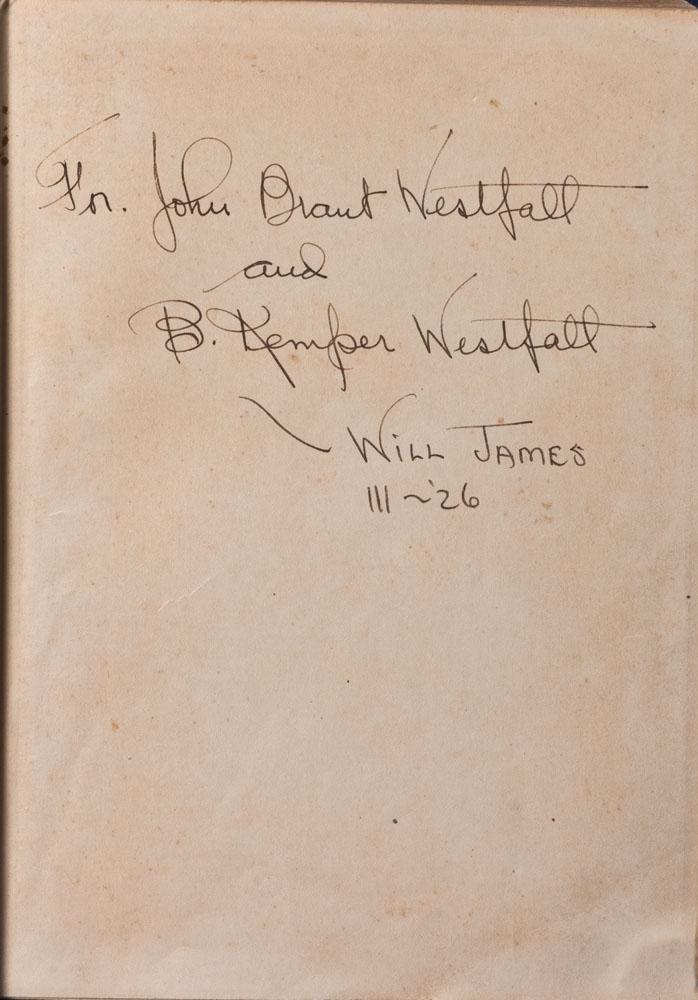 For. John Brant Westfall
and
B. Kemper Westfall
Will James
III ~ '26